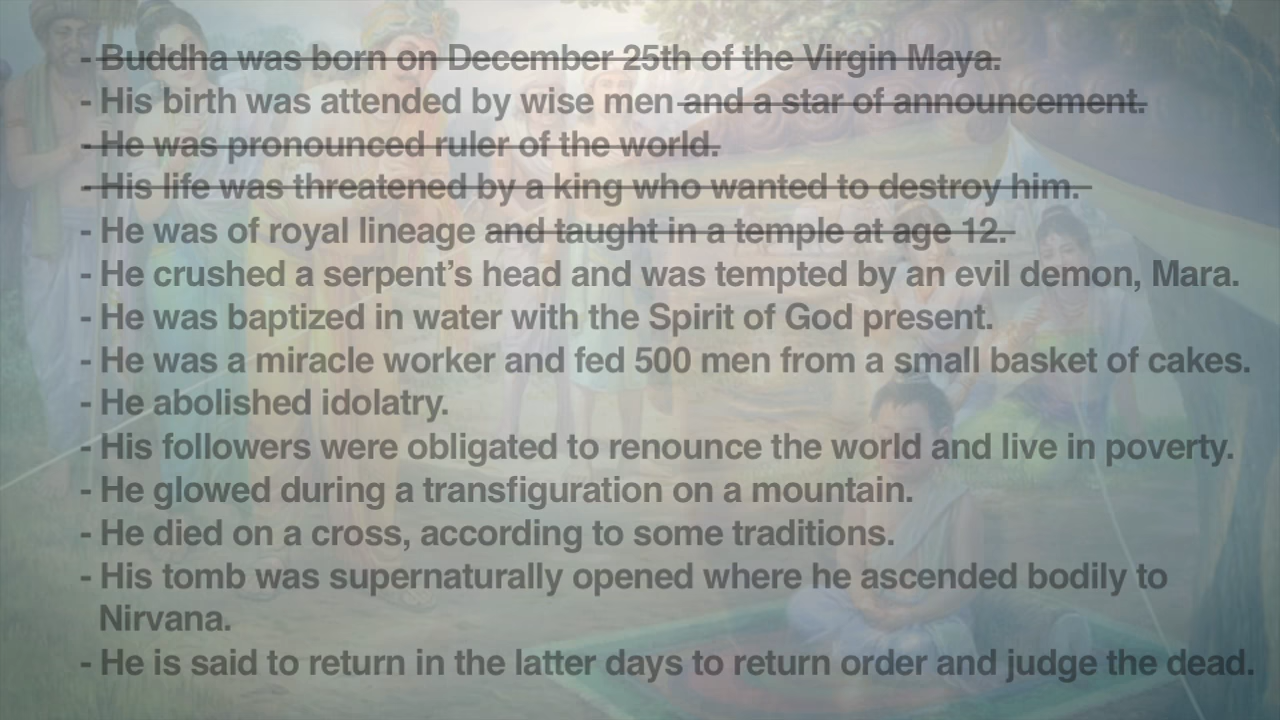 - Buddha was born on December 25th of the Virgin Maya.
- His birth was attended by wise men and a star of announcement.
- He was pronounced ruler of the world.
- His life was threatened by a king who wanted to destroy him.
- He was of royal lineage and taught in a temple at age 12.
- He crushed a serpent’s head and was tempted by an evil demon, Mara.
- He was baptized in water with the Spirit of God present.
- He was a miracle worker and fed 500 men from a small basket of cakes.
- He abolished idolatry.
- His followers were obligated to renounce the world and live in poverty.
- He glowed during a transfiguration on a mountain.
- He died on a cross, according to some traditions.
- His tomb was supernaturally opened where he ascended bodily to
Nirvana.
- He is said to return in the latter days to return order and judge the dead.